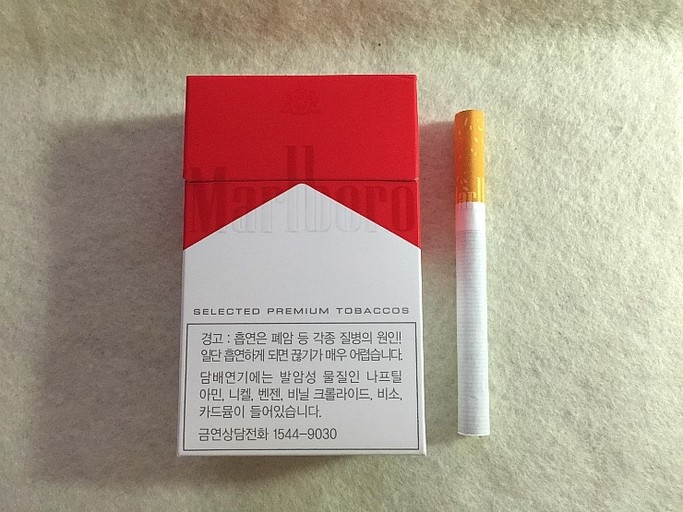 Marlboro
SELECTED PREMIUM TOBACCOS
경고 : 흡연은 폐암 등 각종 질병의 원인!
일단 흡연하게 되면 끊기가 매우 어렵습니다.
담배연기에는 발암성 물질인 나프틸
아민, 니켈, 벤젠, 비닐 크롤라이드, 비소,
카드뮴이 들어있습니다.
금연상담전화 1544-9030